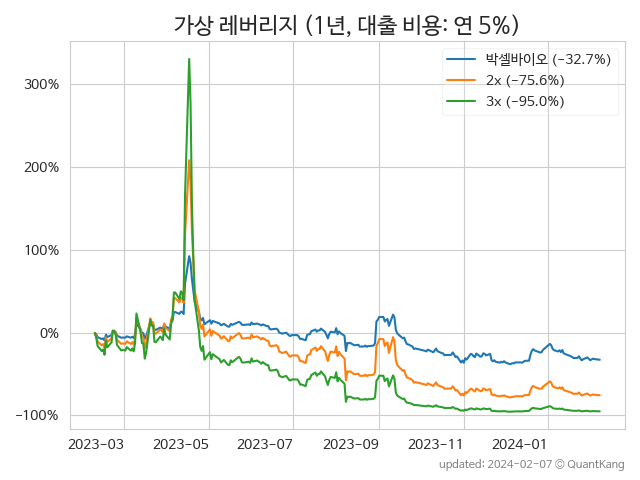 가상 레버리지 (1년, 대출 비용: 연 5%)
박셀바이오 (-32.7%)
2x (-75.6%)
3x (-95.0%)
300%
200%
100%
0%
-100%
2023-03 2023-05 2023-07 2023-09 2023-11 2024-01
updated: 2024-02-07 © QuantKang